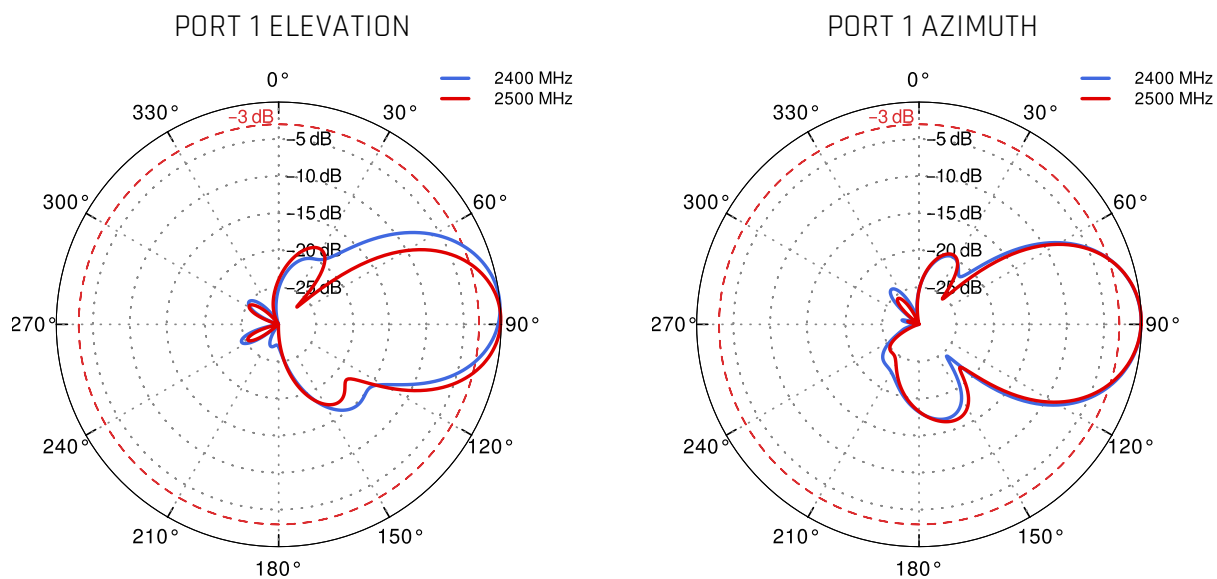 PORT 1 ELEVATION
2400 MHz
2500 MHz
0°
30°
60°
90°
120°
150°
180°
210°
240°
270°
300°
330°
−3 dB
−5 dB
−10 dB
−15 dB
−20 dB
−25 dB
PORT 1 AZIMUTH
2400 MHz
2500 MHz
0°
30°
60°
90°
120°
150°
180°
210°
240°
270°
300°
330°
−3 dB
−5 dB
−10 dB
−15 dB
−20 dB
−25 dB